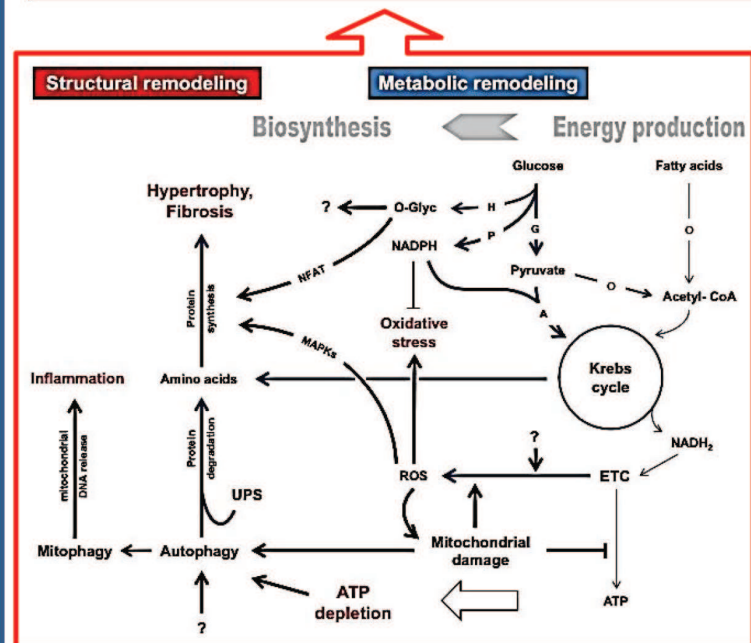 Structural remodeling
Metabolic remodeling
Biosynthesis
Energy production
Glucose
Fatty acids
Hypertrophy,
Fibrosis
?
O-Glyc
H
P
G
O
NADPH
NFAT
Pyruvate
O
Acetyl-CoA
A
Protein
synthesis
Oxidative
stress
MAPKs
Krebs
cycle
Inflammation
Amino acids
mitochondrial
DNA release
Protein
degradation
?
NADH2
UPS
ROS
ETC
Mitophagy
Autophagy
Mitochondrial
damage
ATP
depletion
ATP
?